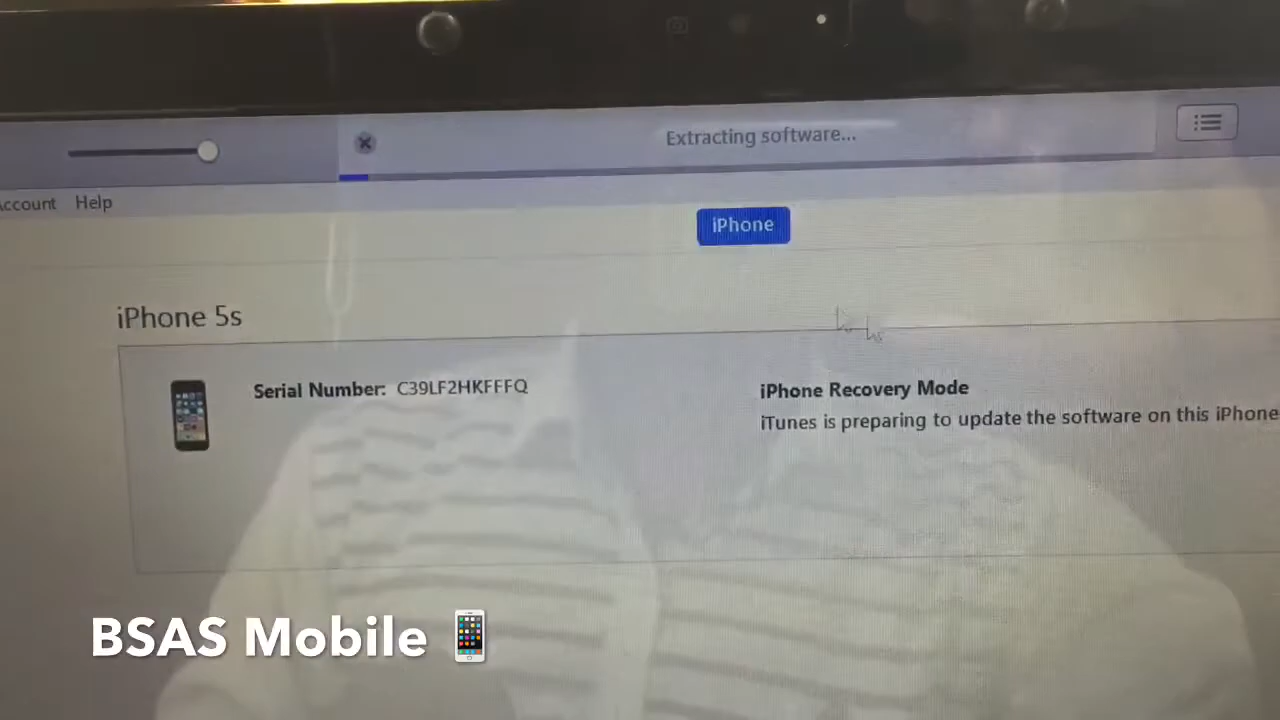 Extracting software...
Account Help
iPhone
iPhone 5s
Serial Number: C39LF2HKFFFQ
iPhone Recovery Mode
iTunes is preparing to update the software on this iPhone
BSAS Mobile 📱